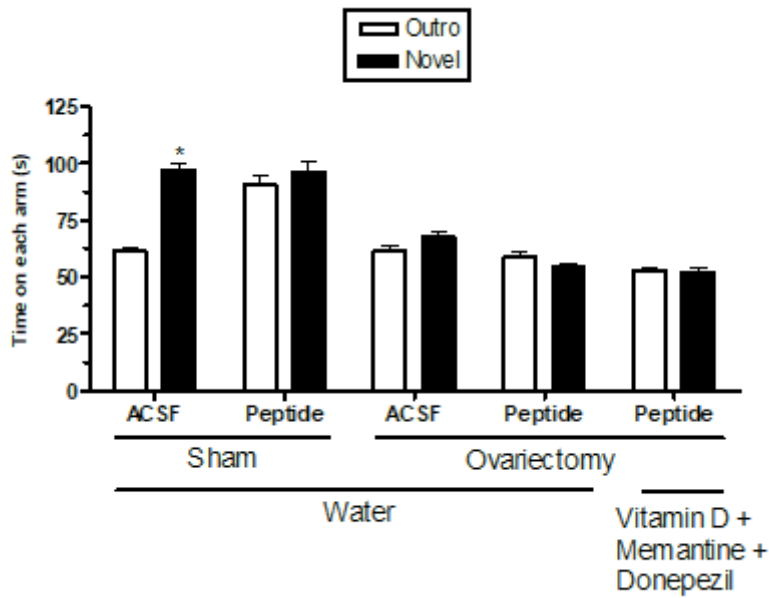 Outro
Novel
Time on each arm (s)
125
100
75
50
25
0
*
ACSF Peptide ACSF Peptide Peptide
Sham Ovariectomy
Water
Vitamin D +
Memantine +
Donepezil